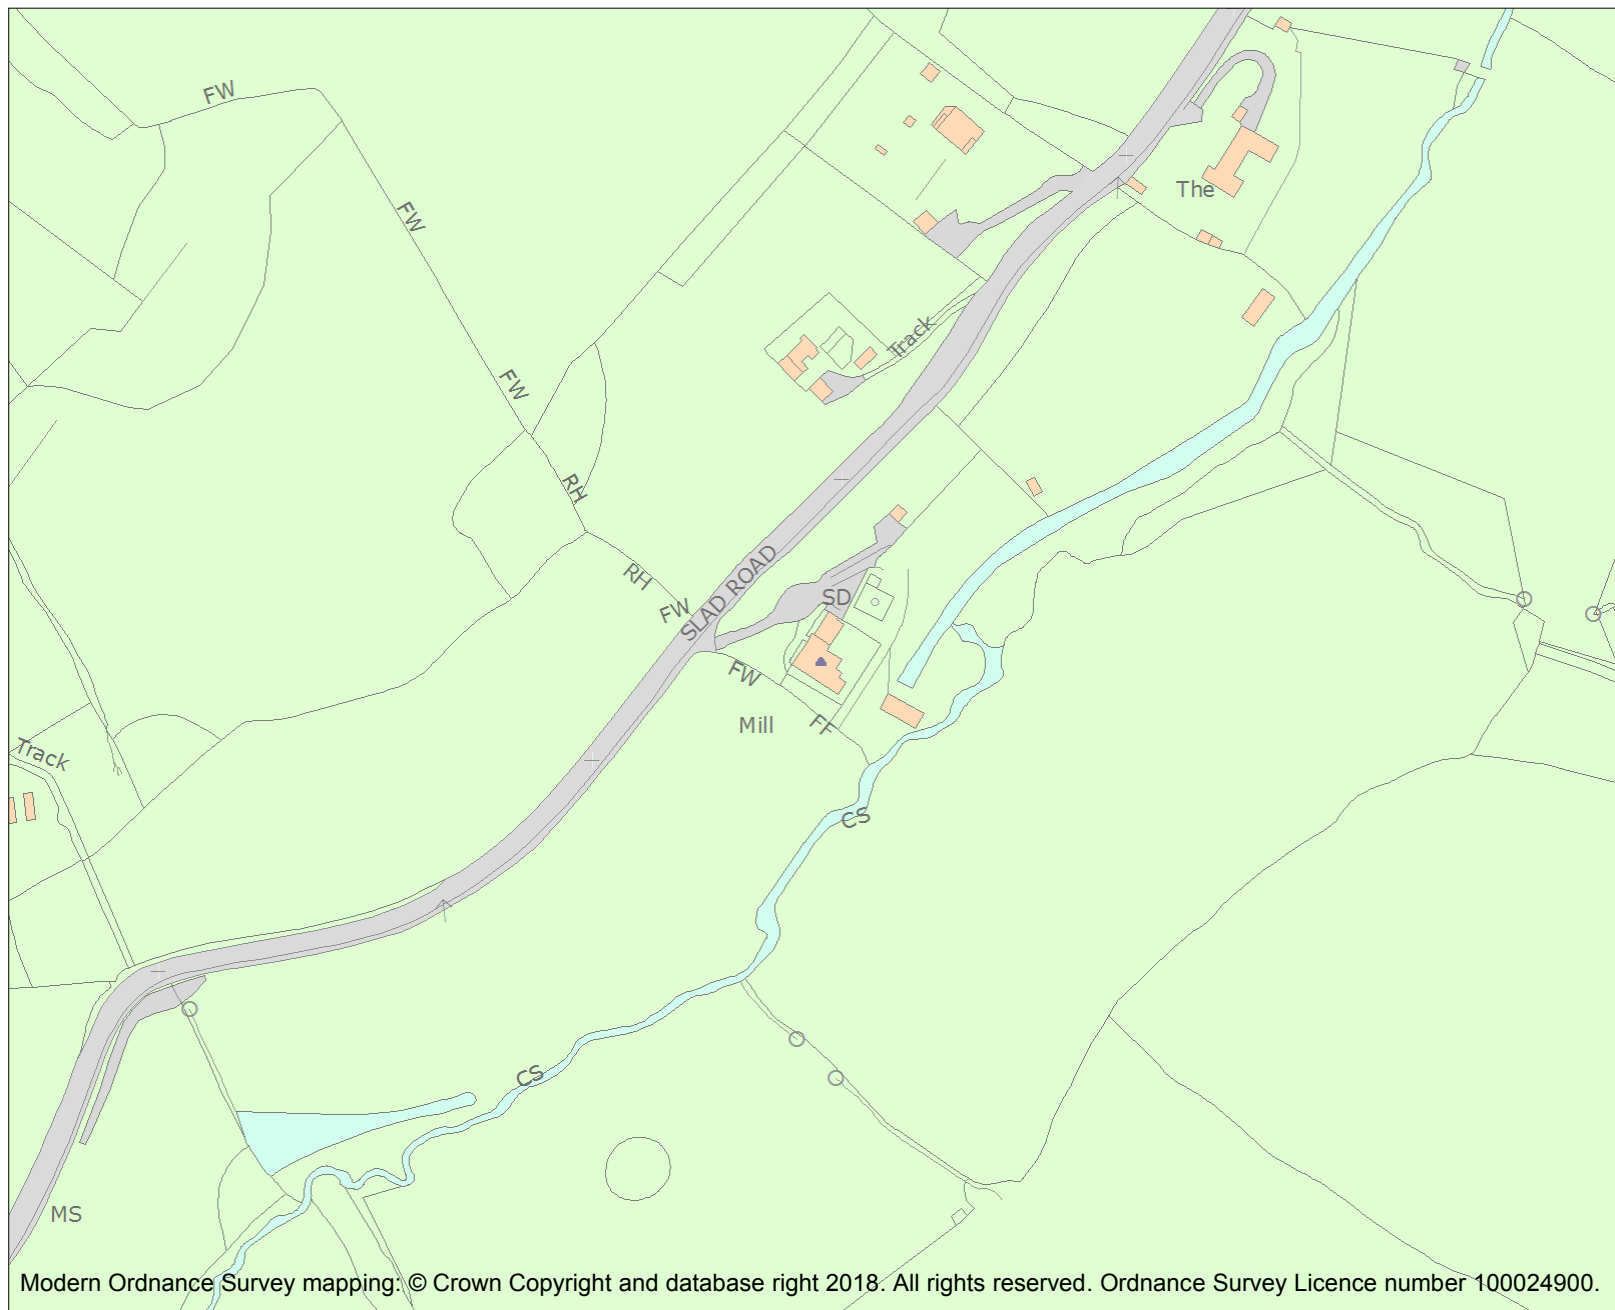 FW
FW
The
Track
FW
RH
RH
SD
FW
SLAD ROAD
FW
Mill
FF
Track
CS
CS
MS
Modern Ordnance Survey mapping: © Crown Copyright and database right 2018. All rights reserved. Ordnance Survey Licence number 100024900.